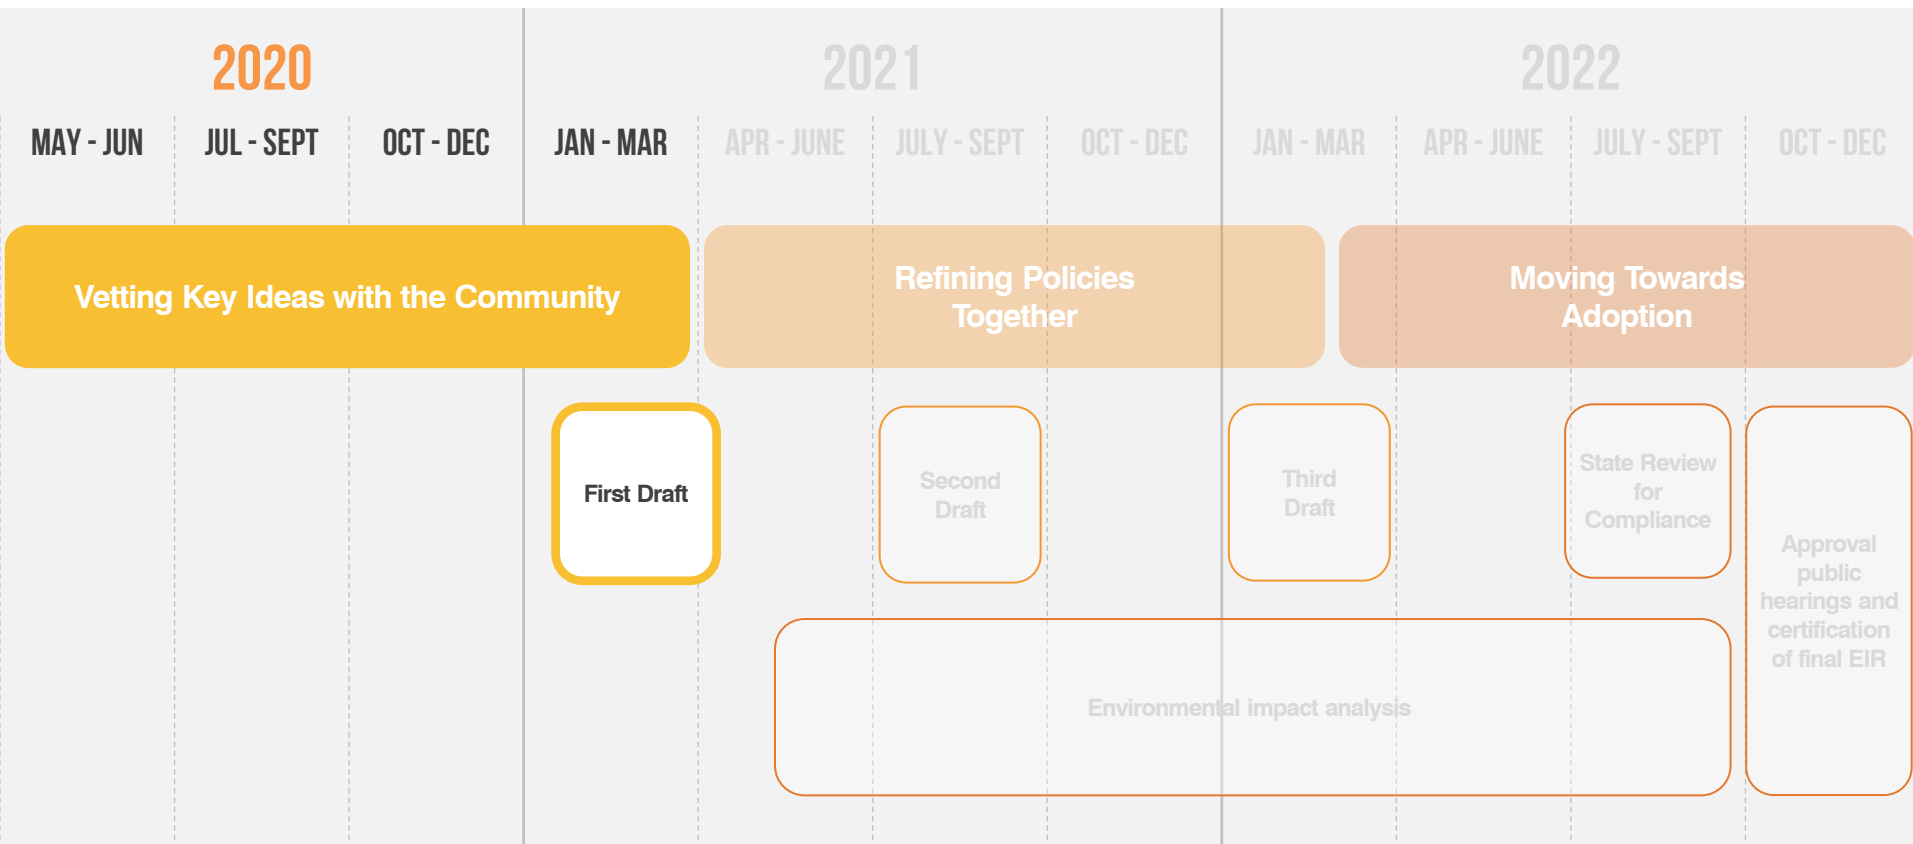 2020
2021
2022
MAY - JUN
JUL - SEPT
OCT - DEC
JAN - MAR
APR - JUNE
JULY - SEPT
OCT - DEC
JAN - MAR
APR - JUNE
JULY - SEPT
OCT - DEC
Vetting Key Ideas with the Community
Refining Policies
Together
Moving Towards
Adoption
First Draft
Second
Draft
Third
Draft
State Review
for
Compliance
Approval
public
hearings and
certification
of final EIR
Environmental impact analysis